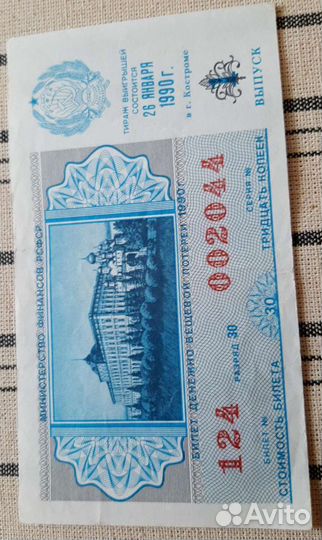 МИНИСТЕРСТВО ФИНАНСОВ РСФСР
ТИРАЖ ВЫИГРЫШЕЙ
СОСТОИТСЯ
26 ЯНВАРЯ
1990 г.
в г. Костроме
1
ВЫПУСК
БИЛЕТ ДЕНЕЖНО ВЕЩЕВОЙ ЛОТЕРЕИ 1990 г.
124 002044
БИЛЕТ № РАЗРЯД 30 СЕРИЯ №
СТОИМОСТЬ БИЛЕТА 30 ТРИДЦАТЬ КОПЕЕК
Avito